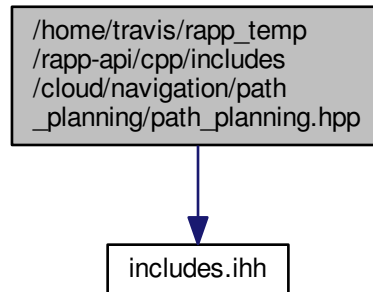 /home/travis/rapp_temp
/rapp-api/cpp/includes
/cloud/navigation/path
_planning/path_planning.hpp
includes.ihh